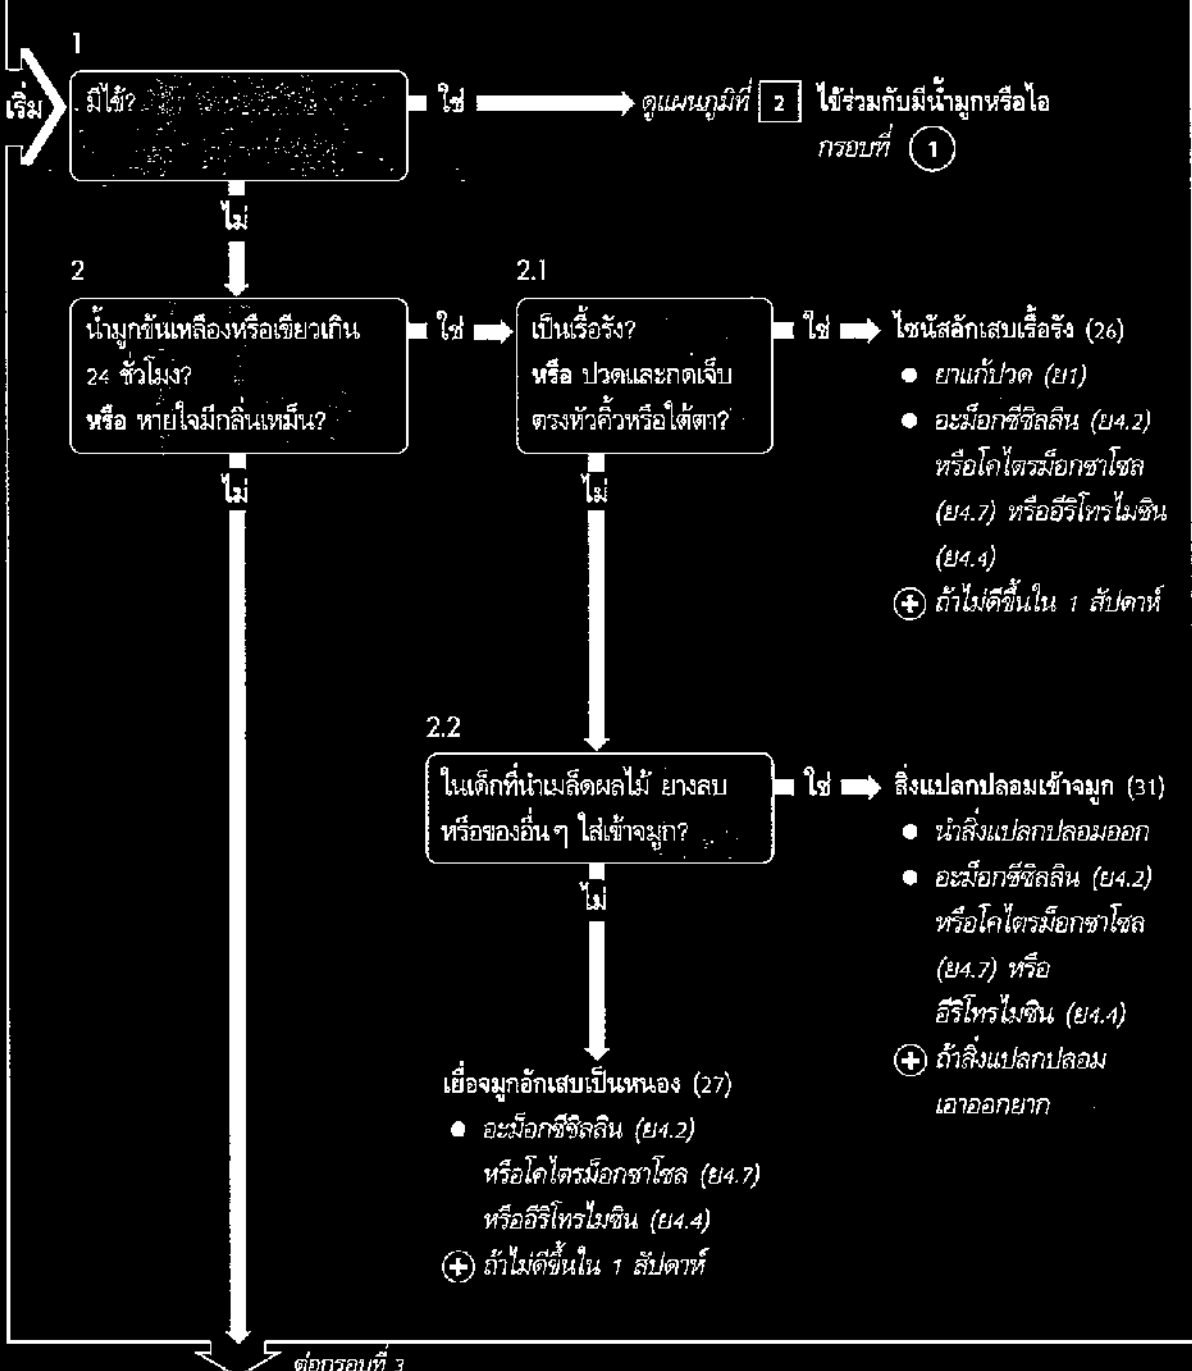 1
เริ่ม
มีไข้?
ใช่
ดูแผนภูมิที่ 2 ไข้ร่วมกับมีน้ำมูกหรือไอ
กรอบที่ 1
ไม่
2
น้ำมูกข้นเหลืองหรือเขียวเกิน
24 ชั่วโมง?
หรือ หายใจมีกลิ่นเหม็น?
ใช่
2.1
เป็นเรื้อรัง?
หรือ ปวดและกดเจ็บ
ตรงหัวคิ้วหรือใต้ตา?
ใช่
ไซนัสอักเสบเรื้อรัง (26)
● ยาแก้ปวด (ย1)
● อะม็อกซีซิลลิน (ย4.2)
หรือโคไตรม็อกซาโซล
(ย4.7) หรืออีริโทรไมซิน
(ย4.4)
⊕ ถ้าไม่ดีขึ้นใน 1 สัปดาห์
ไม่
ไม่
2.2
ในเด็กที่นำเมล็ดผลไม้ ยางลบ
หรือของอื่นๆ ใส่เข้าจมูก?
ใช่
สิ่งแปลกปลอมเข้าจมูก (31)
● นำสิ่งแปลกปลอมออก
● อะม็อกซีซิลลิน (ย4.2)
หรือโคไตรม็อกซาโซล
(ย4.7) หรือ
อีริโทรไมซิน (ย4.4)
⊕ ถ้าสิ่งแปลกปลอม
เอาออกยาก
ไม่
เยื่อจมูกอักเสบเป็นหนอง (27)
● อะม็อกซีซิลลิน (ย4.2)
หรือโคไตรม็อกซาโซล (ย4.7)
หรืออีริโทรไมซิน (ย4.4)
⊕ ถ้าไม่ดีขึ้นใน 1 สัปดาห์
ต่อกรอบที่ 3